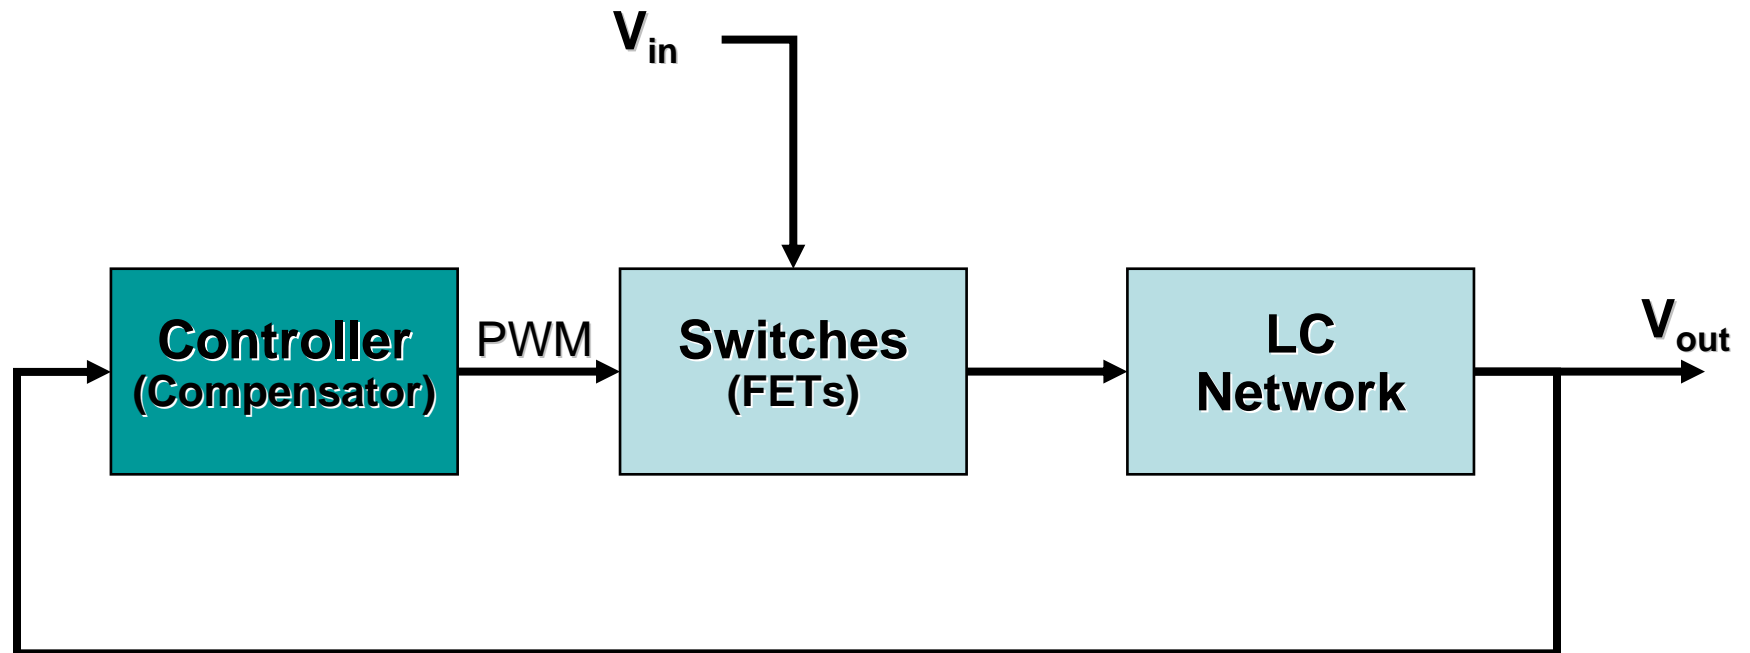 Vin
Controller
(Compensator)
PWM
Switches
(FETs)
LC
Network
Vout